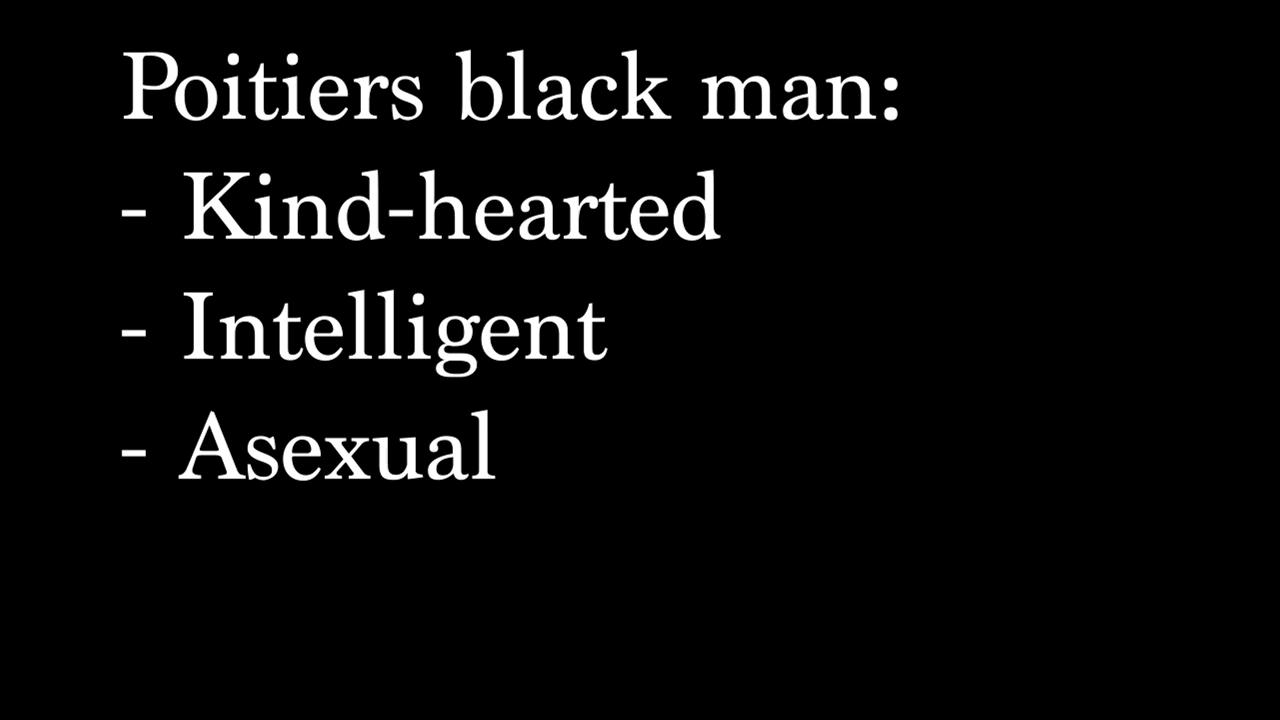 Poitiers black man:
- Kind-hearted
- Intelligent
- Asexual